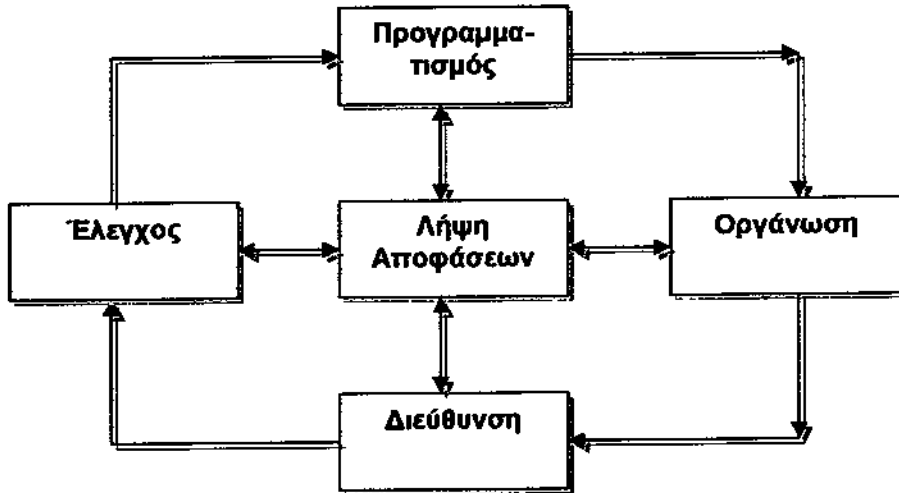 Προγραμμα-
τισμός
Έλεγχος
Λήψη
Αποφάσεων
Οργάνωση
Διεύθυνση